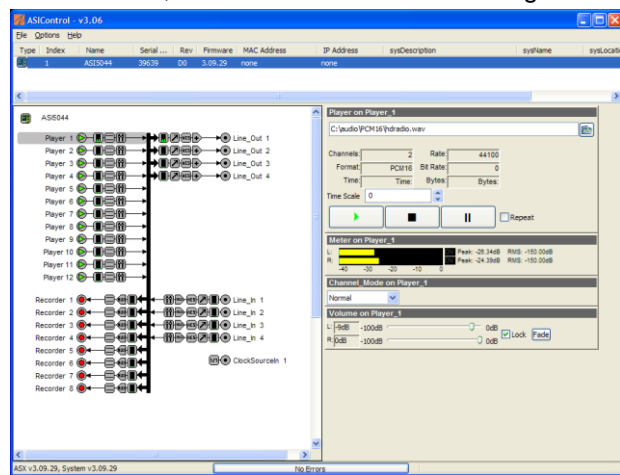 ASIControl - v3.06
File Options Help
Type Index Name Serial ... Rev Firmware MAC Address IP Address sysDescription sysName sysLocati
1 ASI5044 39639 D0 3.09.29 none none
ASI5044
Player 1 Line_Out 1
Player 2 Line_Out 2
Player 3 Line_Out 3
Player 4 Line_Out 4
Player 5
Player 6
Player 7
Player 8
Player 9
Player 10
Player 11
Player 12
Recorder 1 Line_In 1
Recorder 2 Line_In 2
Recorder 3 Line_In 3
Recorder 4 Line_In 4
Recorder 5
Recorder 6 ClockSourceIn 1
Recorder 7
Recorder 8
Player on Player_1
C:\audio\PCM16\hdradio.wav
Channels: 2 Rate: 44100
Format: PCM16 Bit Rate: 0
Time: Time: Bytes: Bytes:
Time Scale 0
Repeat
Meter on Player_1
L: Peak: -26.34dB RMS: -150.00dB
R: Peak: -24.39dB RMS: -150.00dB
-40 -30 -20 -10 0
Channel_Mode on Player_1
Normal
Volume on Player_1
L: -9dB -100dB 0dB
Lock Fade
R: 0dB -100dB 0dB
ASX v3.09.29, System v3.09.29 No Errors